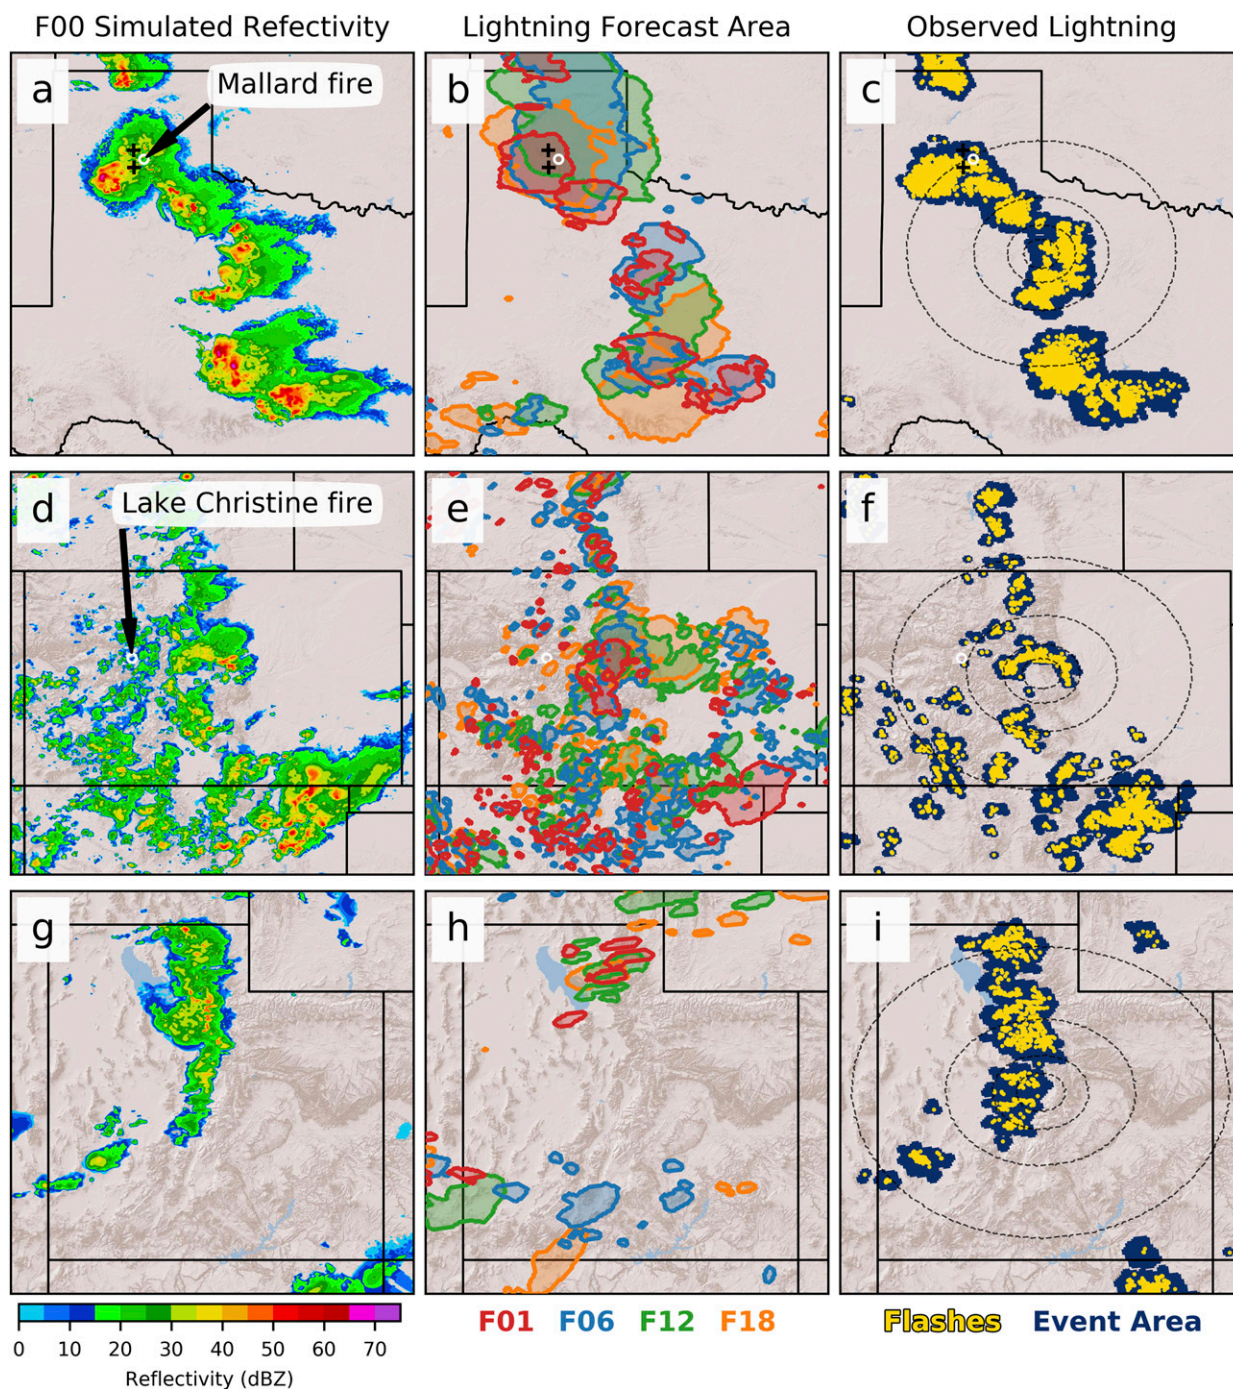 F00 Simulated Refectivity
Lightning Forecast Area
Observed Lightning
a
Mallard fire
b
c
d
Lake Christine fire
e
f
g
h
i
0 10 20 30 40 50 60 70
Reflectivity (dBZ)
F01 F06 F12 F18
Flashes Event Area